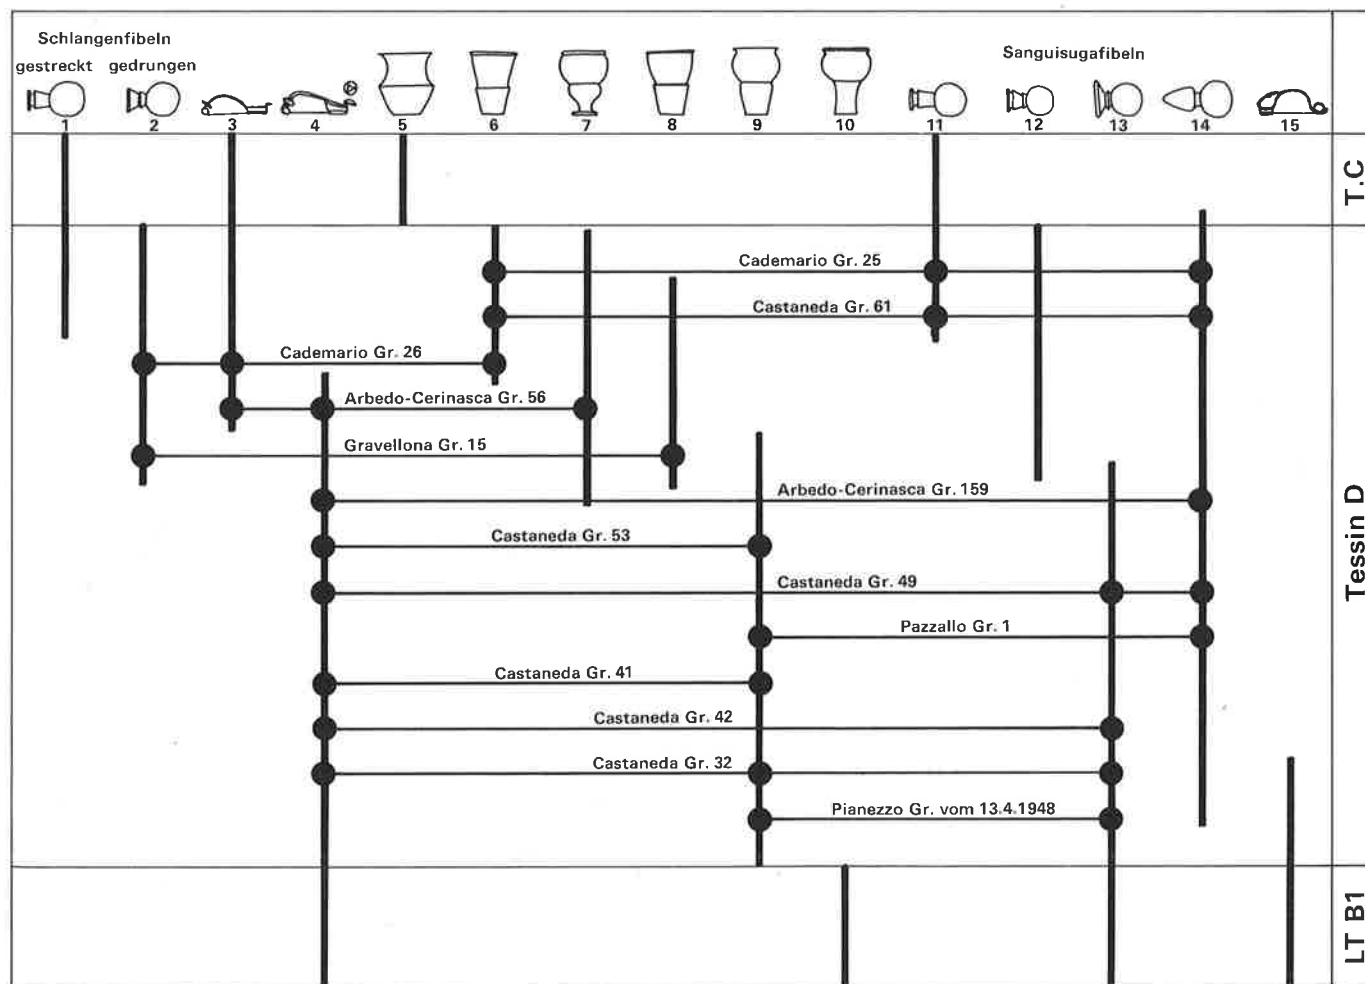 Schlangenfibeln
gestreckt gedrungen
Sanguisugafibeln
1 2 3 4 5 6 7 8 9 10 11 12 13 14 15
T.C
Cademario Gr. 25
Castaneda Gr. 61
Cademario Gr. 26
Arbedo-Cerinasca Gr. 56
Gravellona Gr. 15
Arbedo-Cerinasca Gr. 159
Castaneda Gr. 53
Castaneda Gr. 49
Pazzallo Gr. 1
Castaneda Gr. 41
Castaneda Gr. 42
Castaneda Gr. 32
Pianezzo Gr. vom 13.4.1948
Tessin D
LT B1